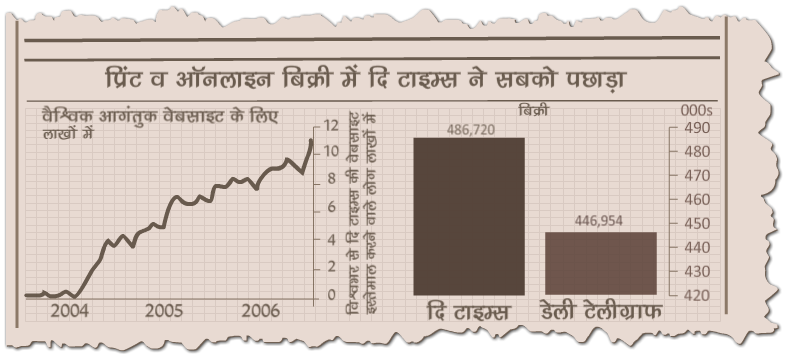 प्रिंट व ऑनलाइन बिक्री में दि टाइम्स ने सबको पछाड़ा
वैश्विक आगंतुक वेबसाइट के लिए
लाखों में
12
10
8
6
4
2
0
2004 2005 2006
विश्वभर से दि टाइम्स की वेबसाइट
इस्तेमाल करने वाले लोग लाखों में
बिक्री
000s
486,720
446,954
490
480
470
460
450
440
430
420
दि टाइम्स डेली टेलीग्राफ